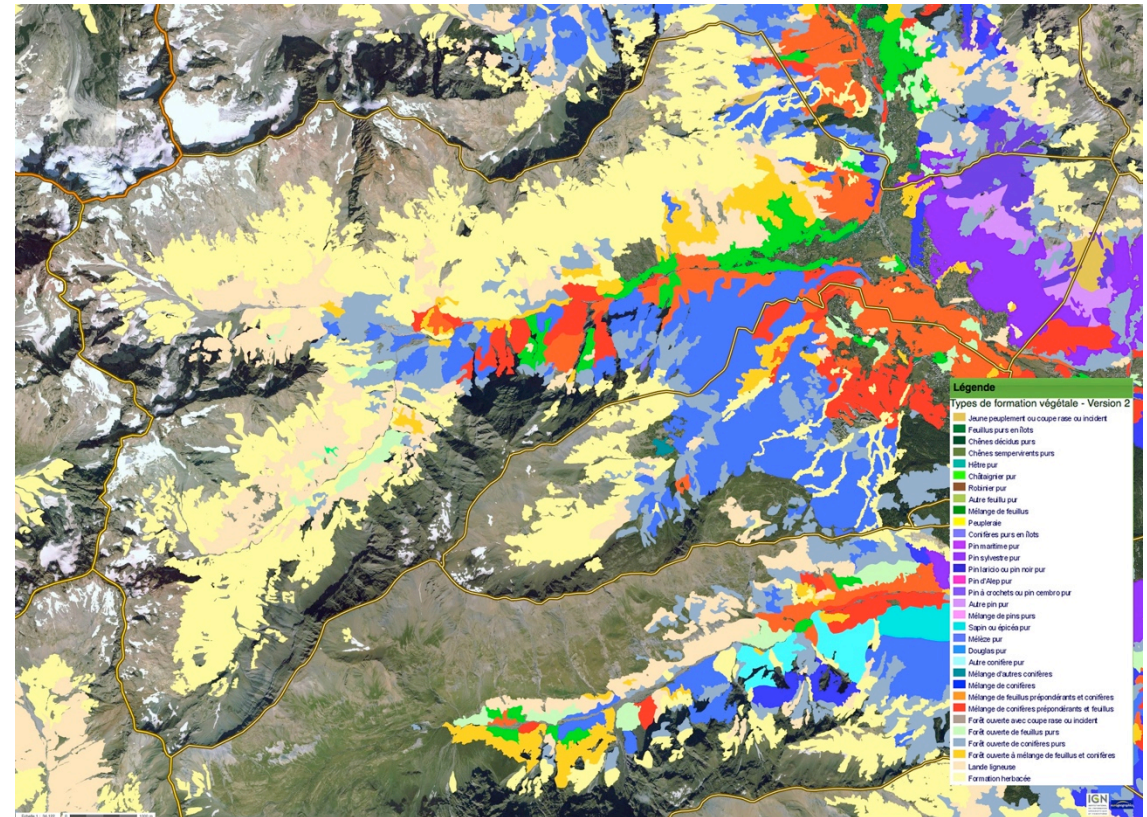 Légende
Types de formation végétale - Version 2
Jeune peuplement ou coupe rase ou incident
Feuillus purs en îlots
Chênes décidus purs
Chênes sempervirents purs
Hêtre pur
Châtaignier pur
Robinier pur
Autre feuillu pur
Mélange de feuillus
Peupleraie
Conifères purs en îlots
Pin maritime pur
Pin sylvestre pur
Pin laricio ou pin noir pur
Pin d'Alep pur
Pin à crochets ou pin cembro pur
Autre pin pur
Mélange de pins purs
Sapin ou épicéa pur
Mélèze pur
Douglas pur
Autre conifère pur
Mélange d'autres conifères
Mélange de conifères
Mélange de feuillus prépondérants et conifères
Mélange de conifères prépondérants et feuillus
Forêt ouverte avec coupe rase ou incident
Forêt ouverte de feuillus purs
Forêt ouverte de conifères purs
Forêt ouverte à mélange de feuillus et conifères
Lande ligneuse
Formation herbacée
IGN